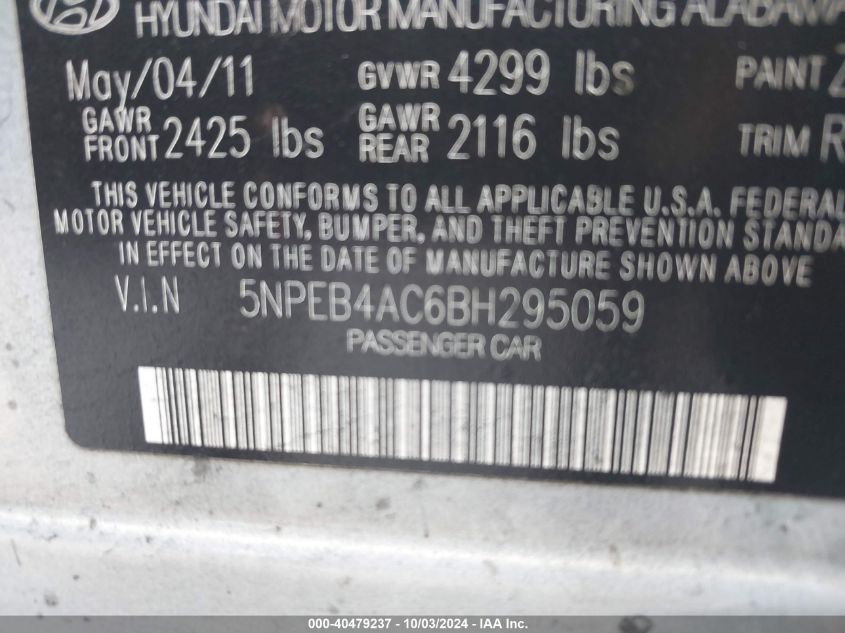 HYUNDAI MOTOR MANUFACTURING ALABAMA
May/04/11 GVWR 4299 lbs PAINT
GAWR FRONT 2425 lbs GAWR REAR 2116 lbs TRIM R
THIS VEHICLE CONFORMS TO ALL APPLICABLE U.S.A. FEDERAL
MOTOR VEHICLE SAFETY, BUMPER, AND THEFT PREVENTION STANDA
IN EFFECT ON THE DATE OF MANUFACTURE SHOWN ABOVE
V.I.N 5NPEB4AC6BH295059
PASSENGER CAR
000-40479237 - 10/03/2024 - IAA Inc.